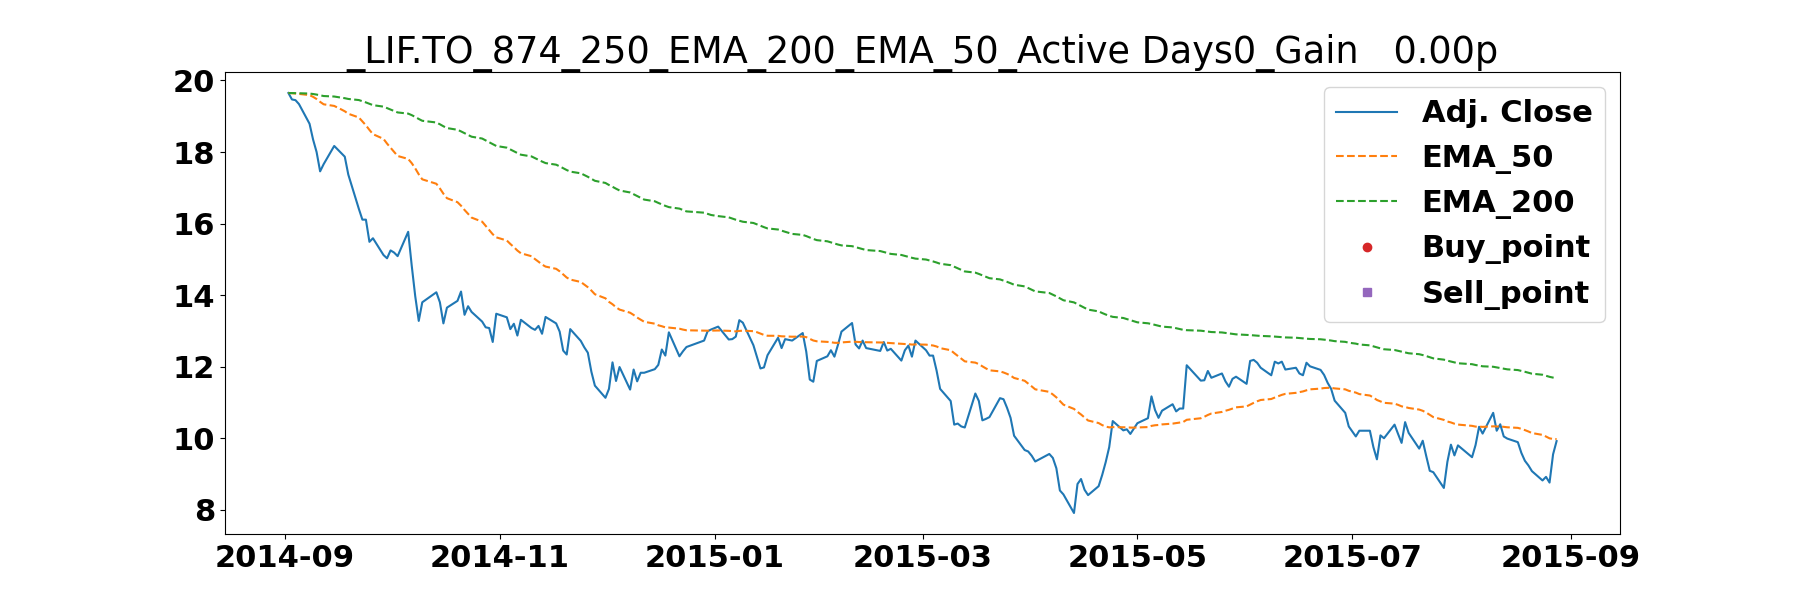 _LIF.TO_874_250_EMA_200_EMA_50_Active Days0_Gain   0.00p
20
18
16
14
12
10
8
Adj. Close
EMA_50
EMA_200
Buy_point
Sell_point
2014-09 2014-11 2015-01 2015-03 2015-05 2015-07 2015-09